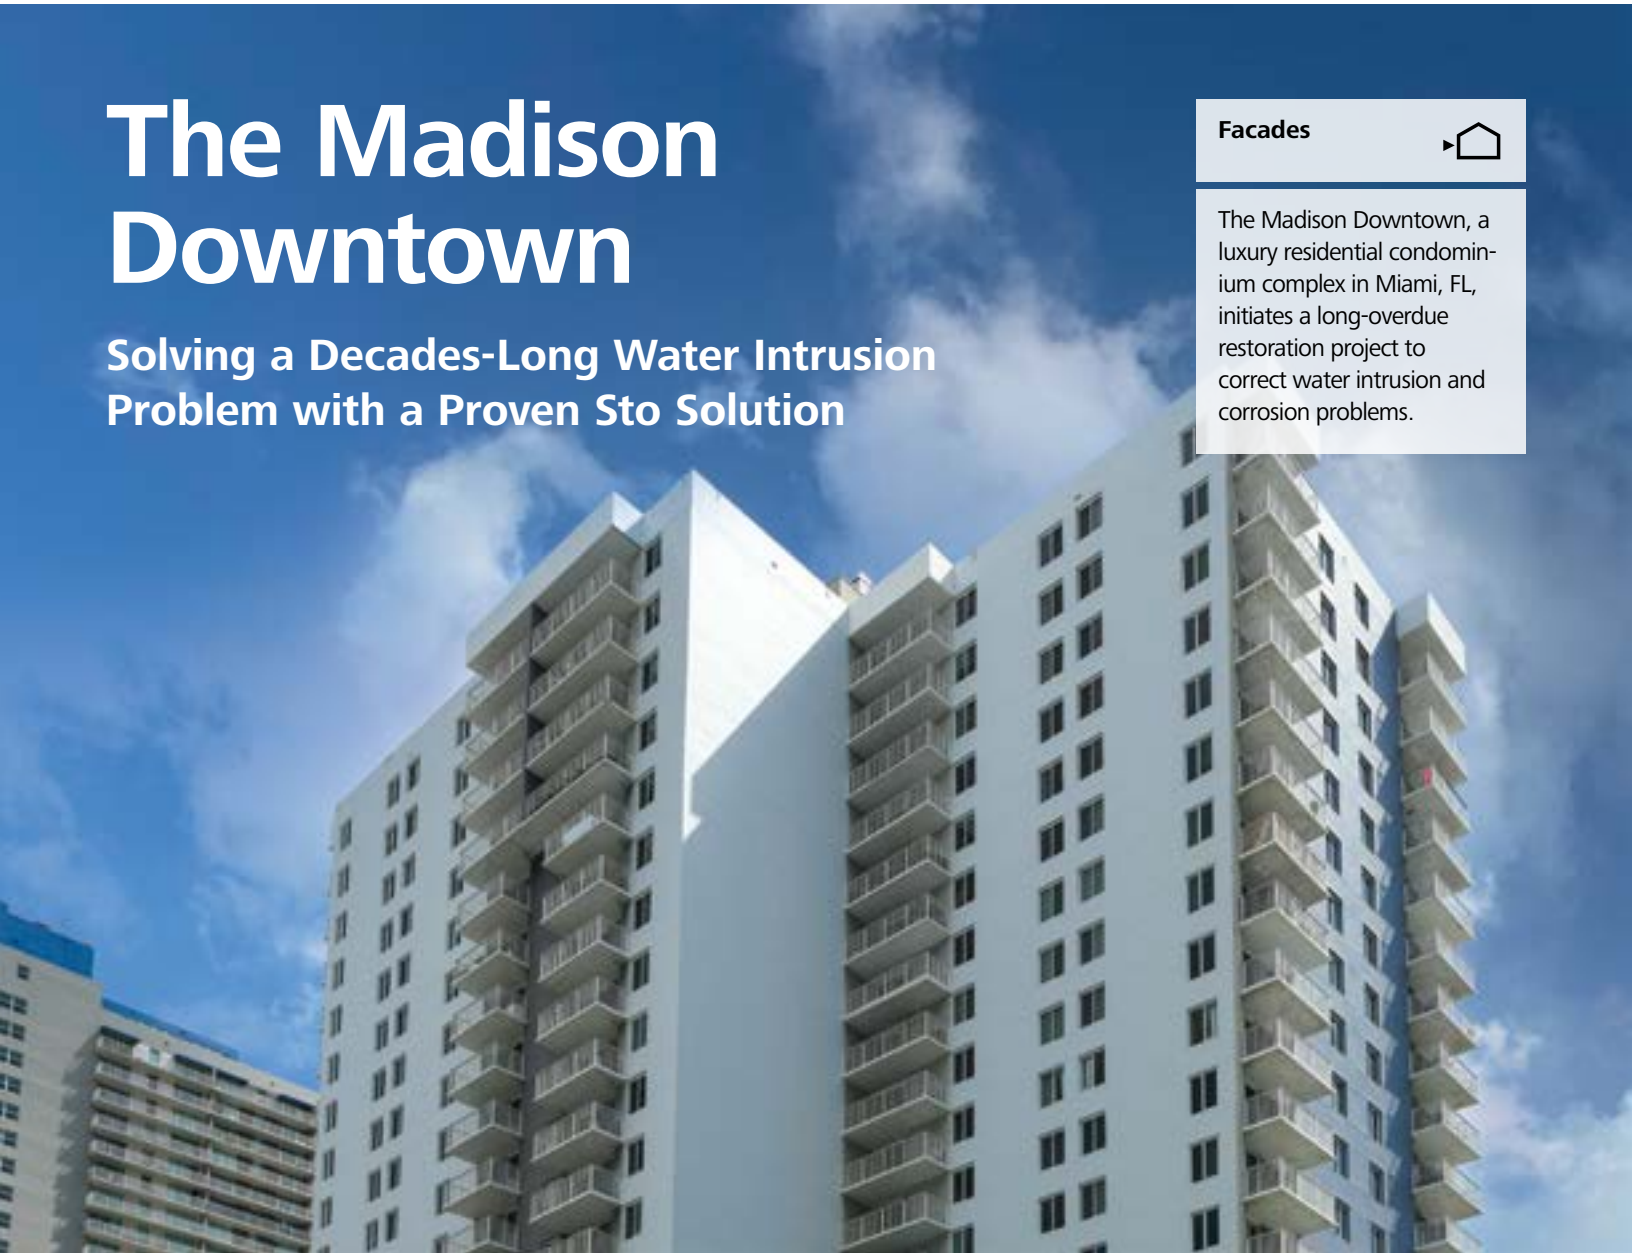 The Madison
Downtown
Solving a Decades-Long Water Intrusion
Problem with a Proven Sto Solution
Facades
The Madison Downtown, a
luxury residential condomin-
ium complex in Miami, FL,
initiates a long-overdue
restoration project to
correct water intrusion and
corrosion problems.